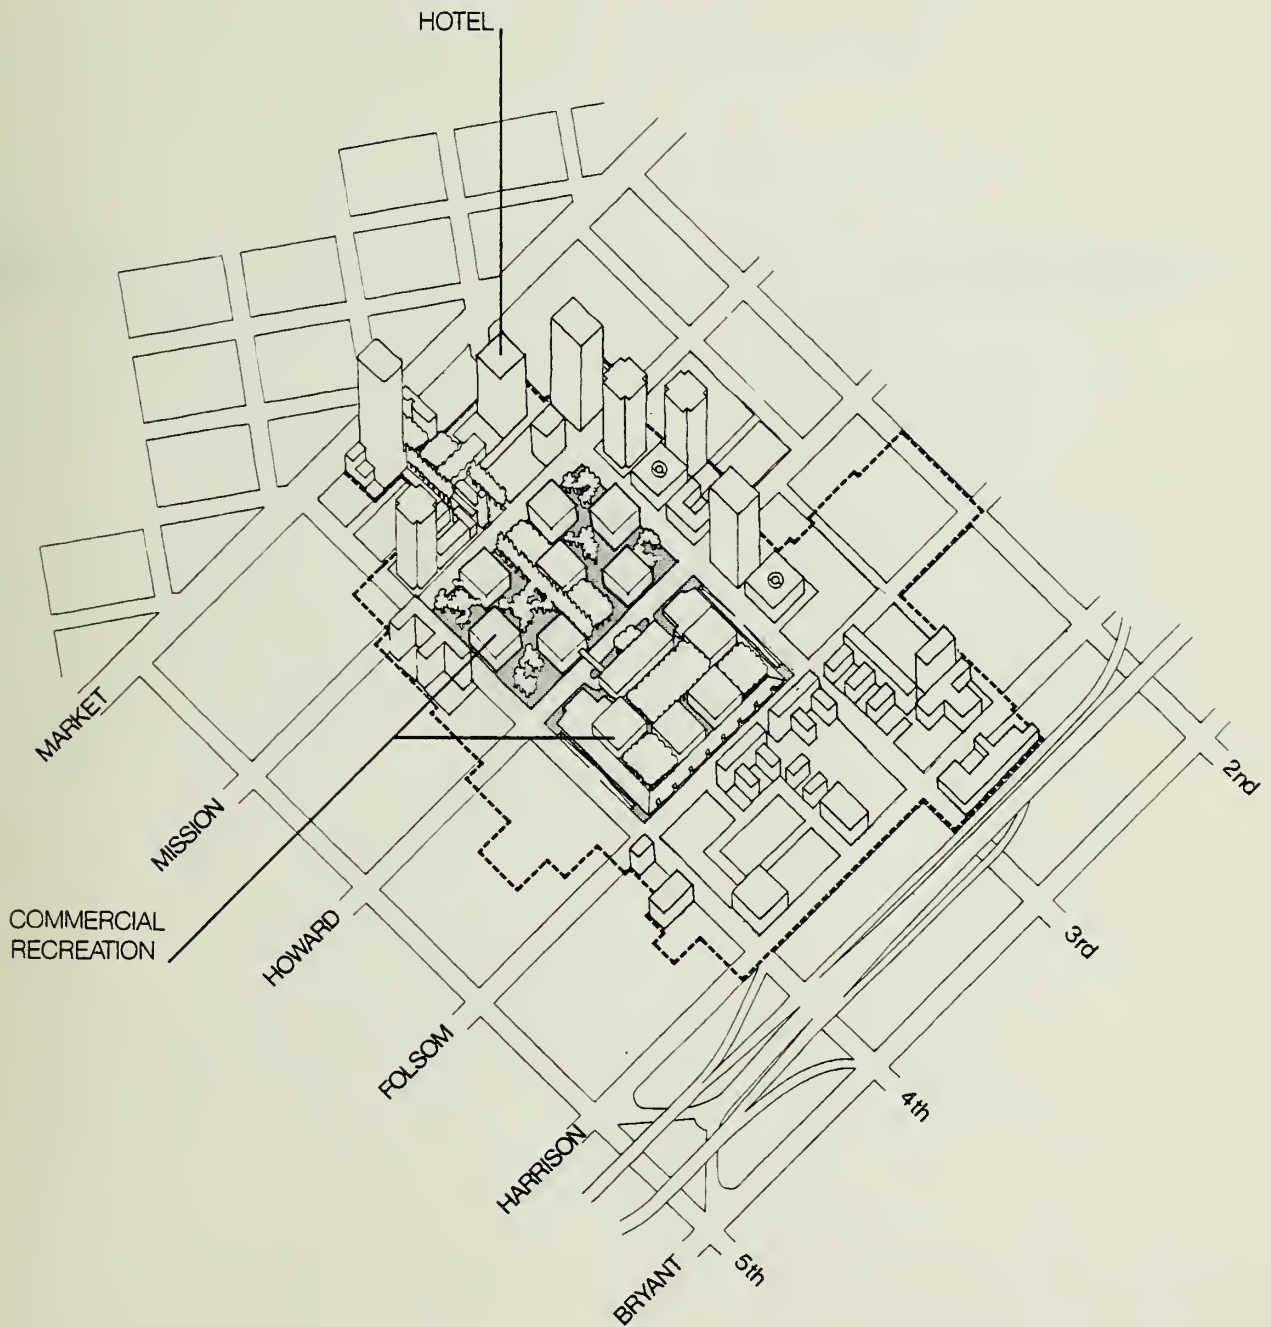 HOTEL
MARKET
MISSION
COMMERCIAL
RECREATION
HOWARD
FOLSOM
HARRISON
BRYANT
2nd
3rd
4th
5th